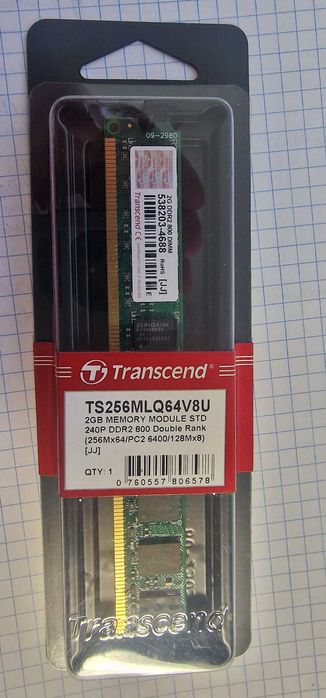 09-2980
2G DDR2 800 DIMM
538203-4688
RoHS [JJ]
Transcend CE
Transcend
TS256MLQ64V8U
2GB MEMORY MODULE STD
240P DDR2 800 Double Rank
(256Mx64/PC2 6400/128Mx8)
[JJ]
QTY: 1
0 760557 806578
Transcend